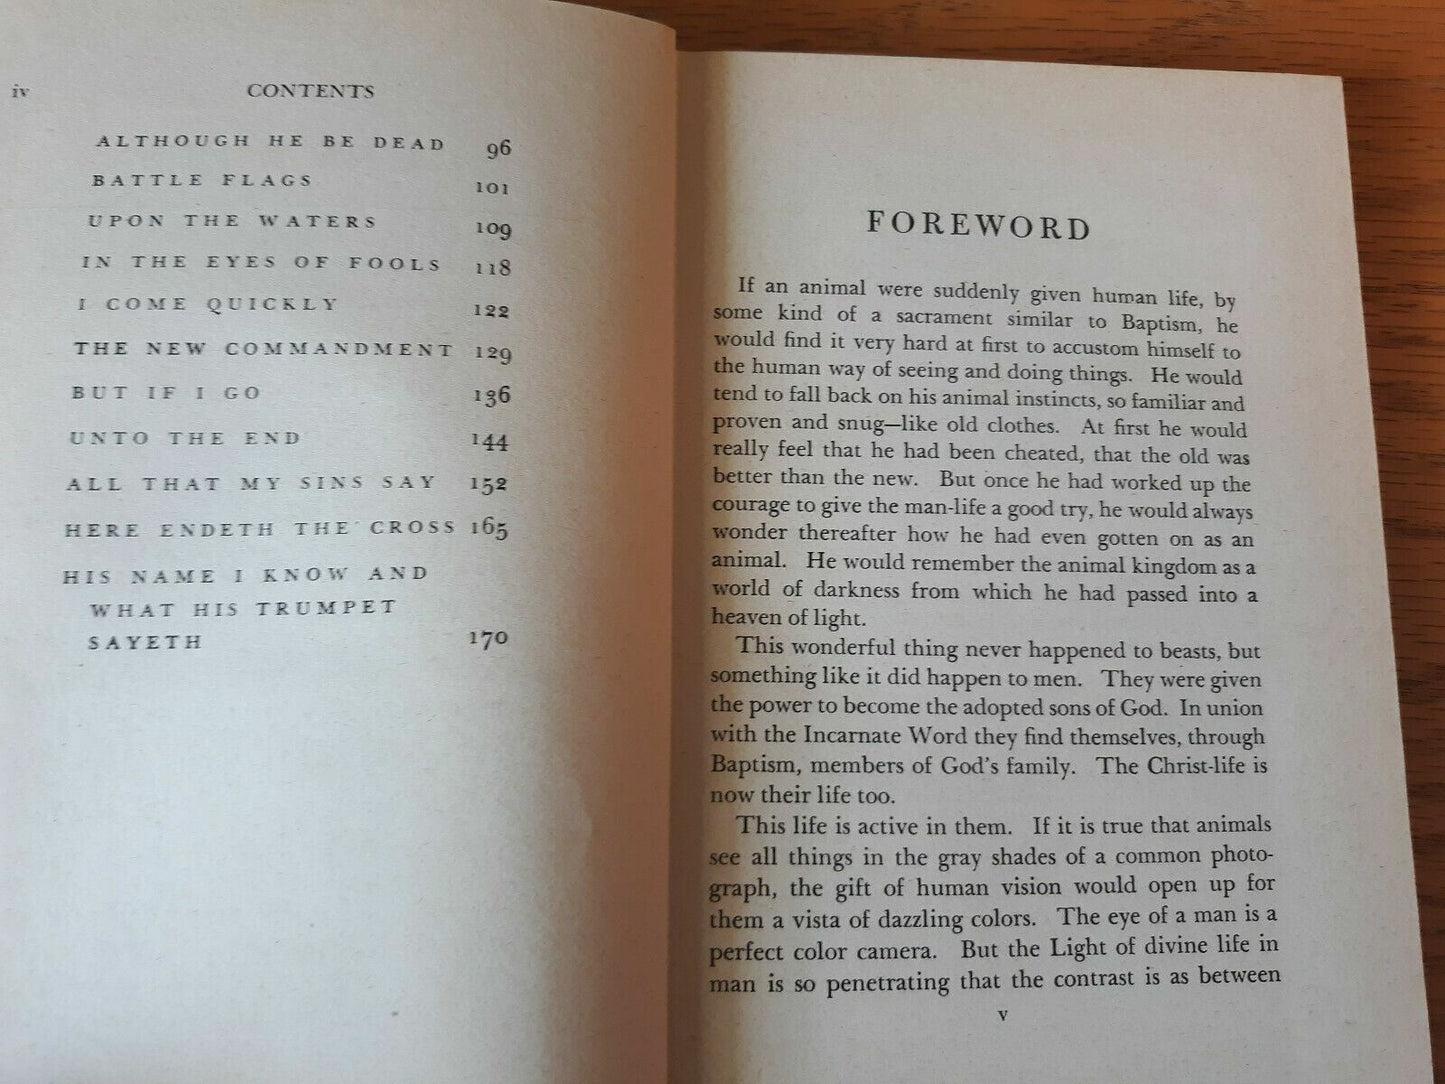 iv CONTENTS
ALTHOUGH HE BE DEAD 96
BATTLE FLAGS 101
UPON THE WATERS 109
IN THE EYES OF FOOLS 118
I COME QUICKLY 122
THE NEW COMMANDMENT 129
BUT IF I GO 136
UNTO THE END 144
ALL THAT MY SINS SAY 152
HERE ENDETH THE CROSS 165
HIS NAME I KNOW AND
WHAT HIS TRUMPET
SAYETH 170
FOREWORD
If an animal were suddenly given human life, by
some kind of a sacrament similar to Baptism, he
would find it very hard at first to accustom himself to
the human way of seeing and doing things. He would
tend to fall back on his animal instincts, so familiar and
proven and snug—like old clothes. At first he would
really feel that he had been cheated, that the old was
better than the new. But once he had worked up the
courage to give the man-life a good try, he would always
wonder thereafter how he had even gotten on as an
animal. He would remember the animal kingdom as a
world of darkness from which he had passed into a
heaven of light.
This wonderful thing never happened to beasts, but
something like it did happen to men. They were given
the power to become the adopted sons of God. In union
with the Incarnate Word they find themselves, through
Baptism, members of God's family. The Christ-life is
now their life too.
This life is active in them. If it is true that animals
see all things in the gray shades of a common photo-
graph, the gift of human vision would open up for
them a vista of dazzling colors. The eye of a man is a
perfect color camera. But the Light of divine life in
man is so penetrating that the contrast is as between
v